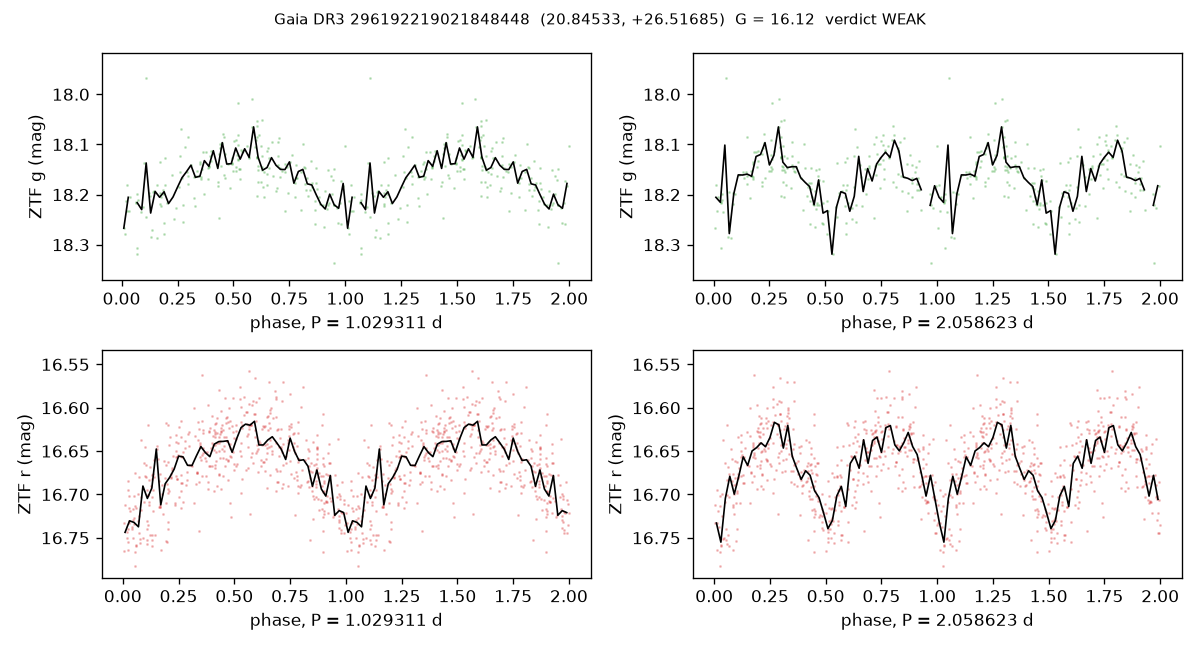 Gaia DR3 296192219021848448 (20.84533, +26.51685) G = 16.12 verdict WEAK
ZTF g (mag)
18.0
18.1
18.2
18.3
0.00 0.25 0.50 0.75 1.00 1.25 1.50 1.75 2.00
phase, P = 1.029311 d
ZTF g (mag)
18.0
18.1
18.2
18.3
0.00 0.25 0.50 0.75 1.00 1.25 1.50 1.75 2.00
phase, P = 2.058623 d
ZTF r (mag)
16.55
16.60
16.65
16.70
16.75
0.00 0.25 0.50 0.75 1.00 1.25 1.50 1.75 2.00
phase, P = 1.029311 d
ZTF r (mag)
16.55
16.60
16.65
16.70
16.75
0.00 0.25 0.50 0.75 1.00 1.25 1.50 1.75 2.00
phase, P = 2.058623 d